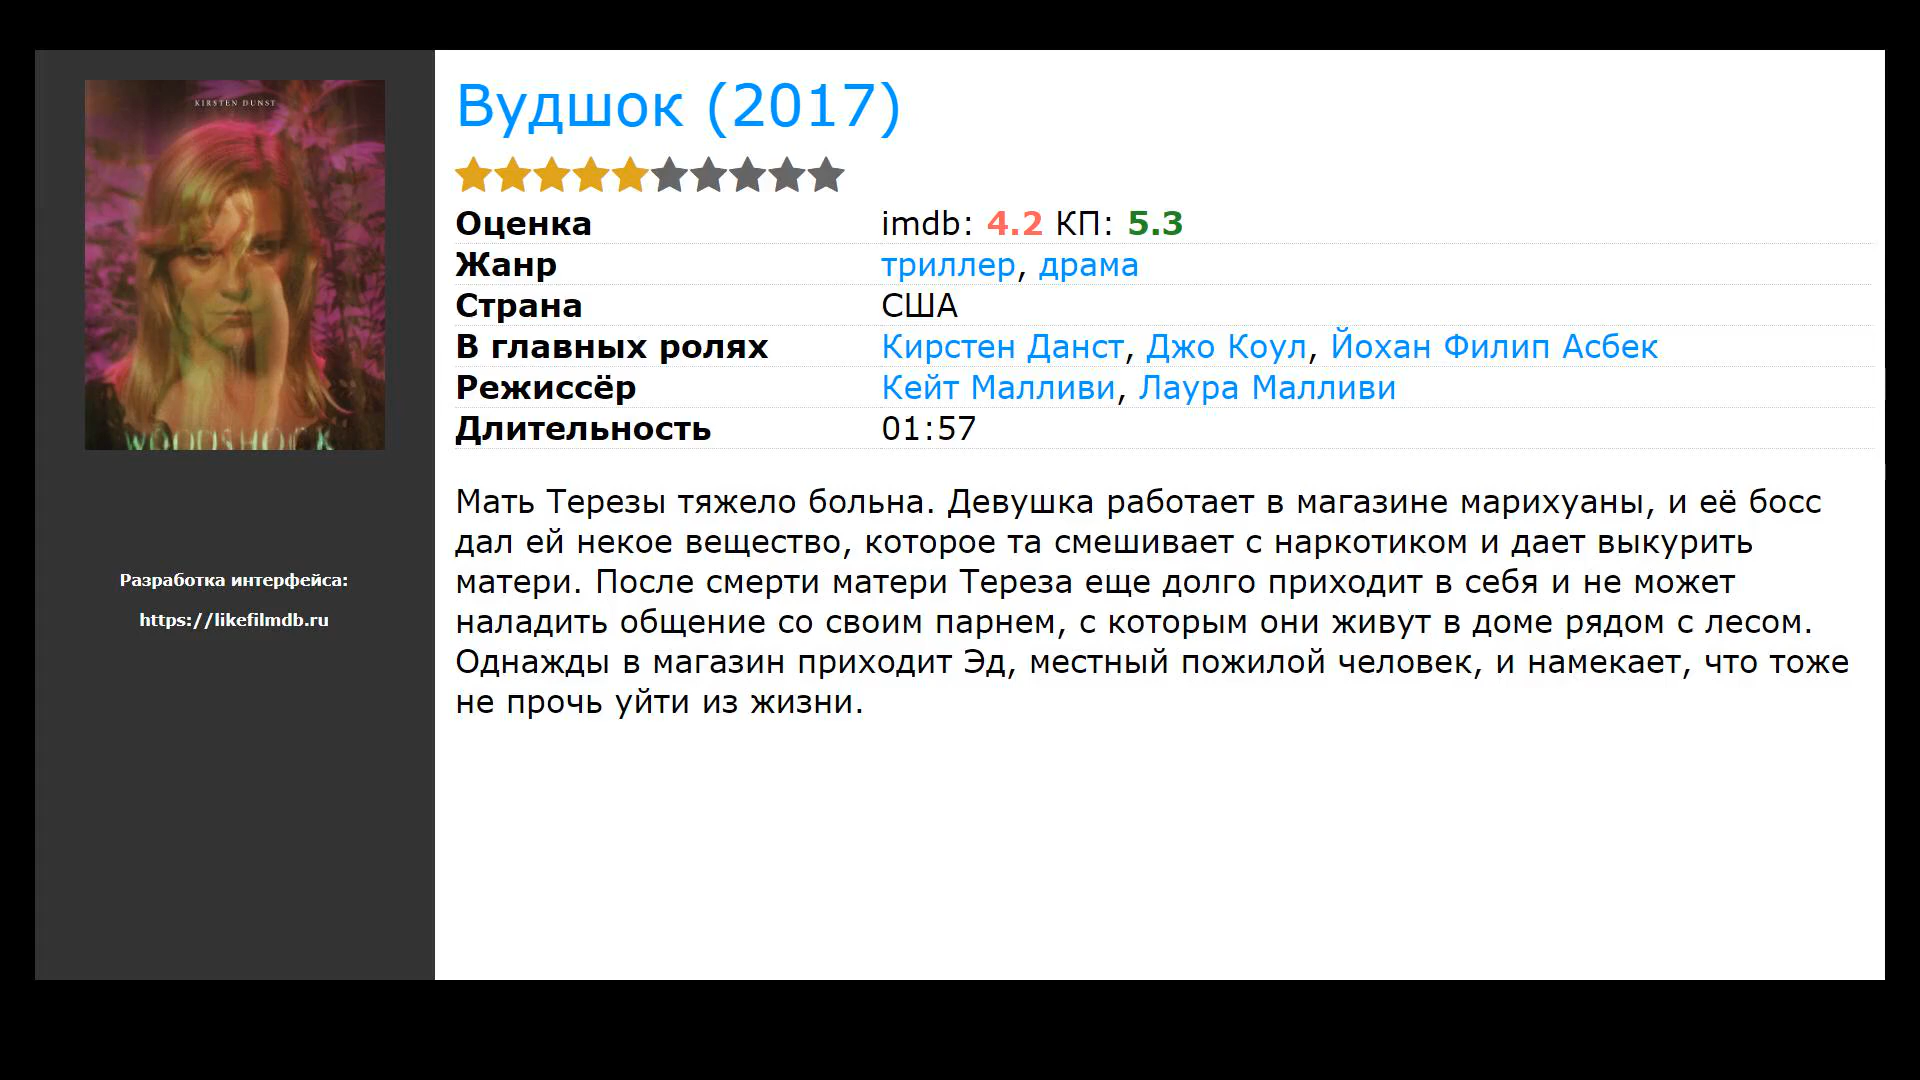 KIRSTEN DUNST
WOODSHOCK
Разработка интерфейса:
https://likefilmdb.ru
Вудшок (2017)
Оценка imdb: 4.2 КП: 5.3
Жанр триллер, драма
Страна США
В главных ролях Кирстен Данст, Джо Коул, Йохан Филип Асбек
Режиссёр Кейт Малливи, Лаура Малливи
Длительность 01:57
Мать Терезы тяжело больна. Девушка работает в магазине марихуаны, и её босс
дал ей некое вещество, которое та смешивает с наркотиком и дает выкурить
матери. После смерти матери Тереза еще долго приходит в себя и не может
наладить общение со своим парнем, с которым они живут в доме рядом с лесом.
Однажды в магазин приходит Эд, местный пожилой человек, и намекает, что тоже
не прочь уйти из жизни.